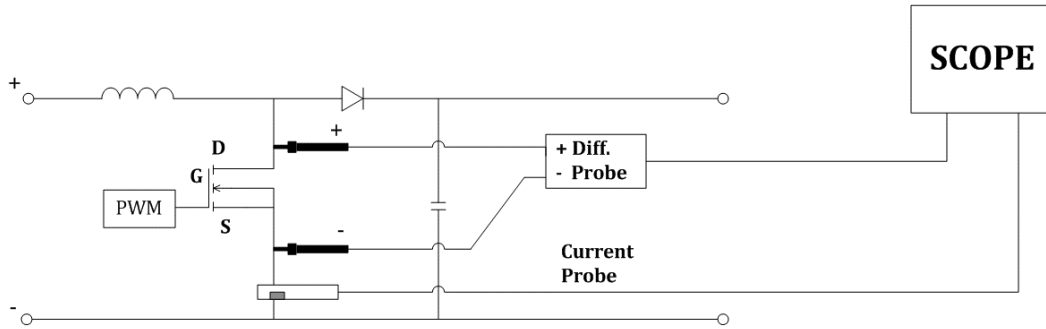 SCOPE
+
+
D
+ Diff.
- Probe
G
PWM
S
-
Current
Probe
-